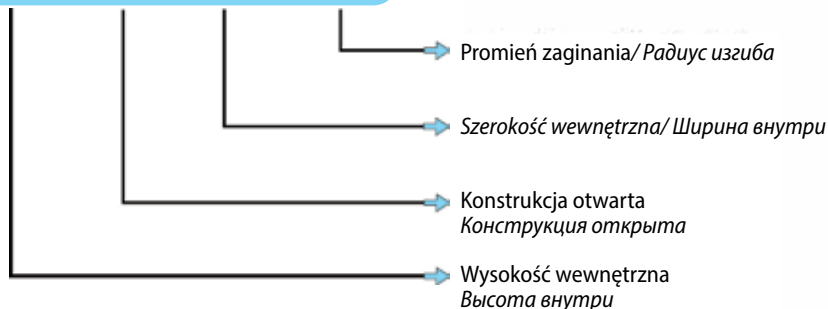 Promień zaginania/ Радиус изгиба
Szerokość wewnętrzna/ Ширина внутри
Konstrukcja otwarta
Конструкция открыта
Wysokość wewnętrzna
Высота внутри